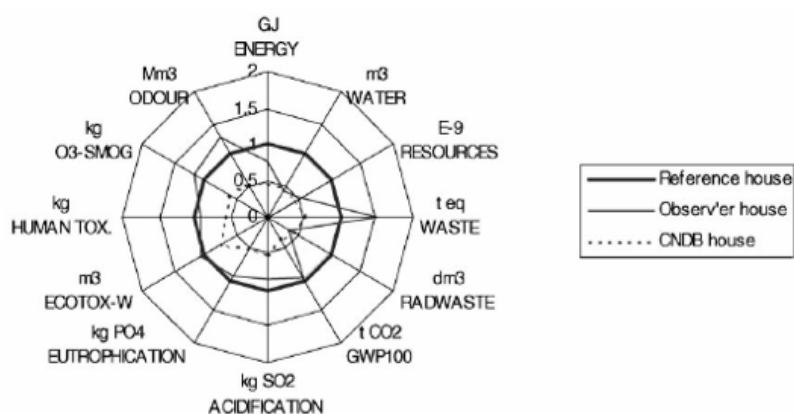 GJ
ENERGY
m3
WATER
E-9
RESOURCES
t eq
WASTE
dm3
RADWASTE
t CO2
GWP100
kg SO2
ACIDIFICATION
kg PO4
EUTROPHICATION
m3
ECOTOX-W
kg
HUMAN TOX.
kg
O3-SMOG
Mm3
ODOUR
2
1,5
1
0,5
0
Reference house
Observ'er house
CNDB house